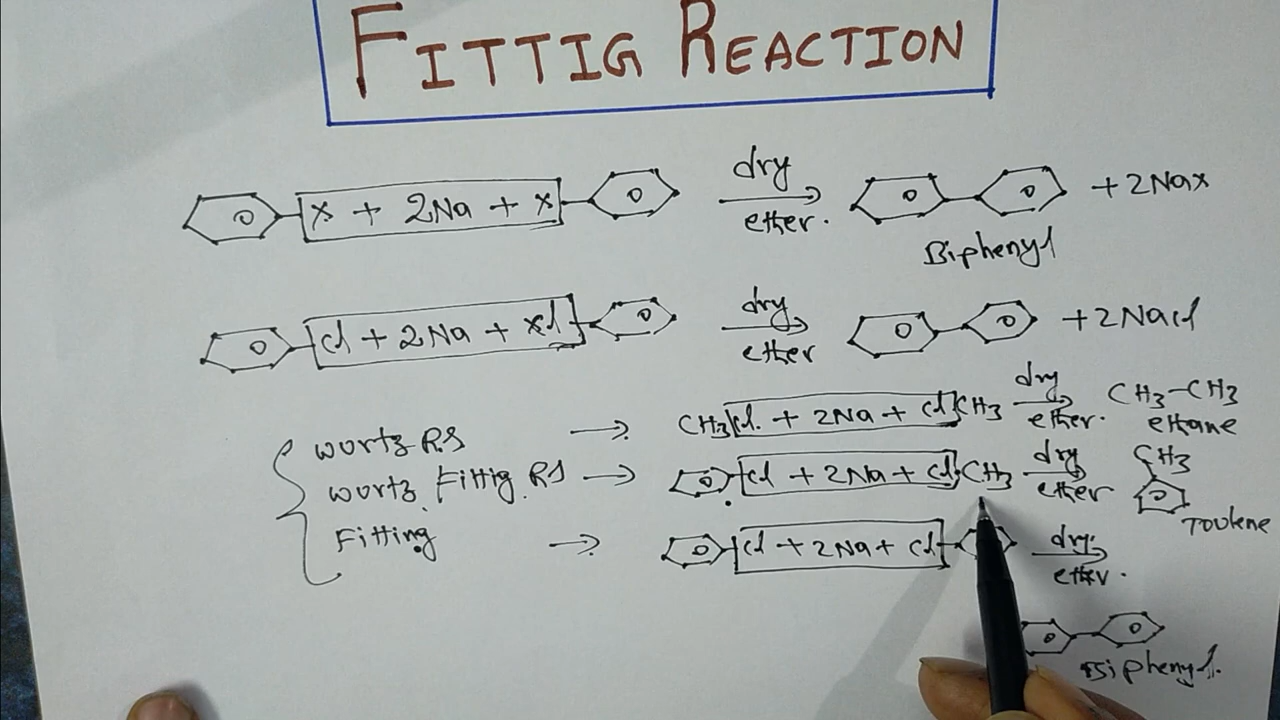 FITTIG REACTION
X + 2Na + X dry ether. + 2NaX
Biphenyl
Cl + 2Na + Cl dry ether + 2NaCl
Wurtz RS → CH3 Cl. + 2Na + Cl CH3 dry ether. CH3-CH3
ethane
Wurtz Fittig RS → Cl + 2Na + Cl CH3 dry ether CH3
Toulene
Fitting → Cl + 2Na + Cl dry. ether.
Biphenyl.